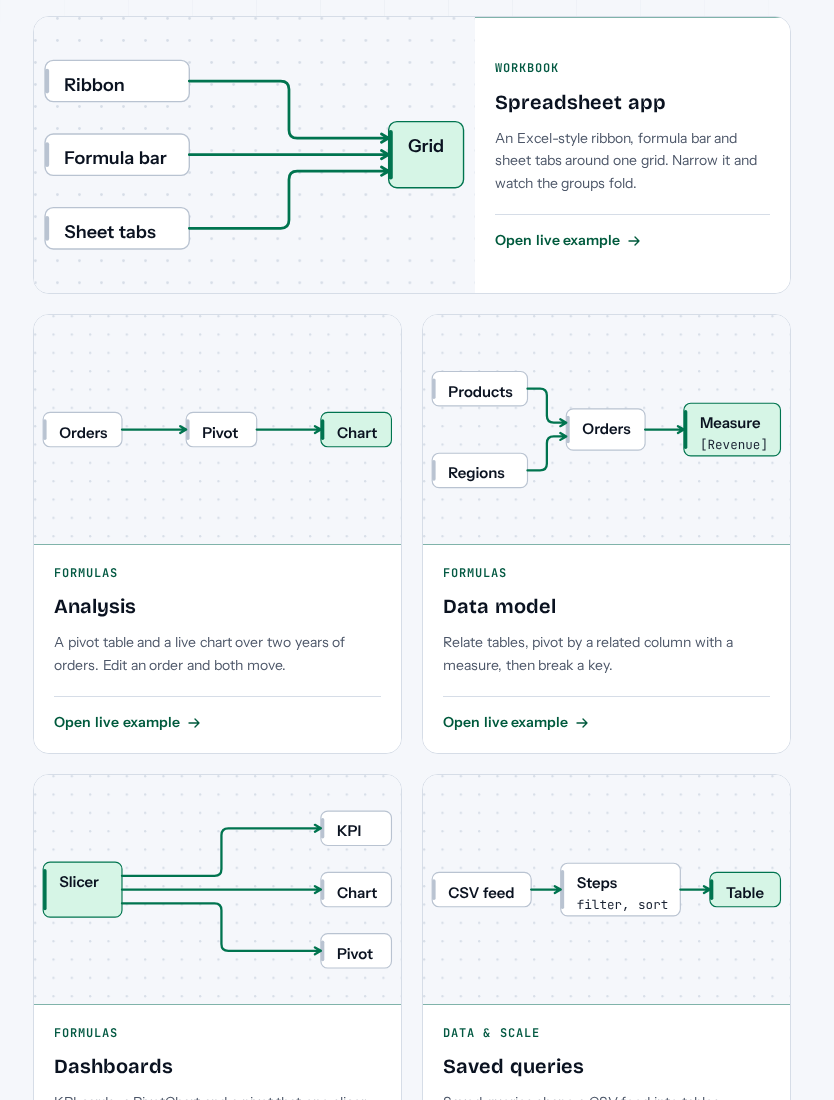 Ribbon
Formula bar
Sheet tabs
Grid
WORKBOOK
Spreadsheet app
An Excel-style ribbon, formula bar and
sheet tabs around one grid. Narrow it and
watch the groups fold.
Open live example →
Orders
Pivot
Chart
FORMULAS
Analysis
A pivot table and a live chart over two years of
orders. Edit an order and both move.
Open live example →
Products
Regions
Orders
Measure
[Revenue]
FORMULAS
Data model
Relate tables, pivot by a related column with a
measure, then break a key.
Open live example →
Slicer
KPI
Chart
Pivot
FORMULAS
Dashboards
CSV feed
Steps
filter, sort
Table
DATA & SCALE
Saved queries